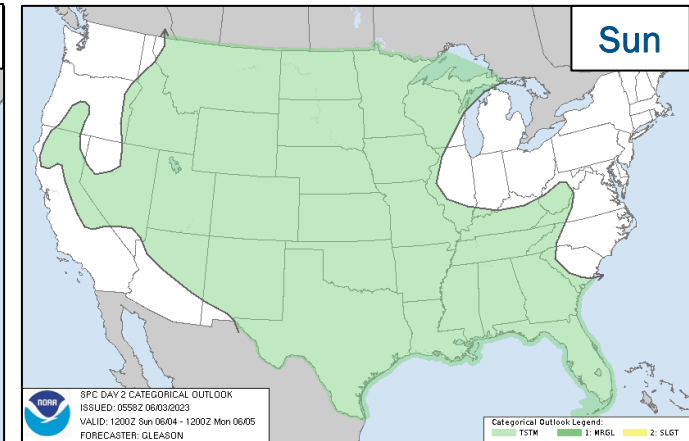 Sun
NOAA
SPC DAY 2 CATEGORICAL OUTLOOK
ISSUED: 0558Z 06/03/2023
VALID: 1200Z Sun 06/04 - 1200Z Mon 06/05
FORECASTER: GLEASON
Categorical Outlook Legend:
TSTM 1: MRGL 2: SLGT